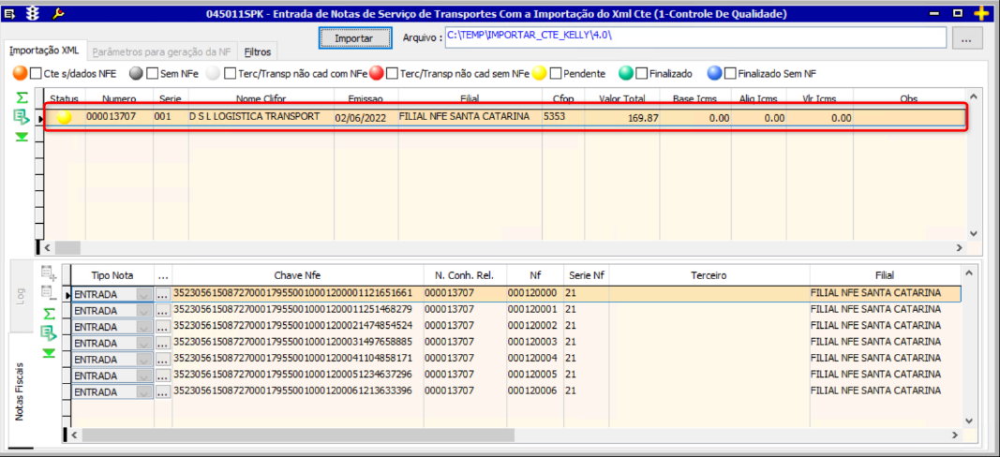 045011SPK - Entrada de Notas de Serviço de Transportes Com a Importação do Xml Cte (1-Controle De Qualidade)
Importar Arquivo : C:\TEMP\IMPORTAR_CTE_KELLY\4.0\ ...
Importação XML Parâmetros para geração da NF Filtros
Cte s/dados NFE Sem NFe Terc/Transp não cad com NFe Terc/Transp não cad sem NFe Pendente Finalizado Finalizado Sem NF
Status Numero Serie Nome Clifor Emissao Filial Cfop Valor Total Base Icms Aliq Icms Vlr Icms Obs
000013707 001 D S L LOGISTICA TRANSPORT 02/06/2022 FILIAL NFE SANTA CATARINA 5353 169.87 0.00 0.00 0.00
Log
Notas Fiscais
Tipo Nota ... Chave Nfe N. Conh. Rel. Nf Serie Nf Terceiro Filial
ENTRADA ... 35230561508727000179550010001200001121651661 000013707 000120000 21 FILIAL NFE SANTA CATARINA
ENTRADA ... 35230561508727000179550010001200011251468279 000013707 000120001 21 FILIAL NFE SANTA CATARINA
ENTRADA ... 35230561508727000179550010001200021474854524 000013707 000120002 21 FILIAL NFE SANTA CATARINA
ENTRADA ... 35230561508727000179550010001200031497658885 000013707 000120003 21 FILIAL NFE SANTA CATARINA
ENTRADA ... 35230561508727000179550010001200041104858171 000013707 000120004 21 FILIAL NFE SANTA CATARINA
ENTRADA ... 35230561508727000179550010001200051234637296 000013707 000120005 21 FILIAL NFE SANTA CATARINA
ENTRADA ... 35230561508727000179550010001200061213633396 000013707 000120006 21 FILIAL NFE SANTA CATARINA